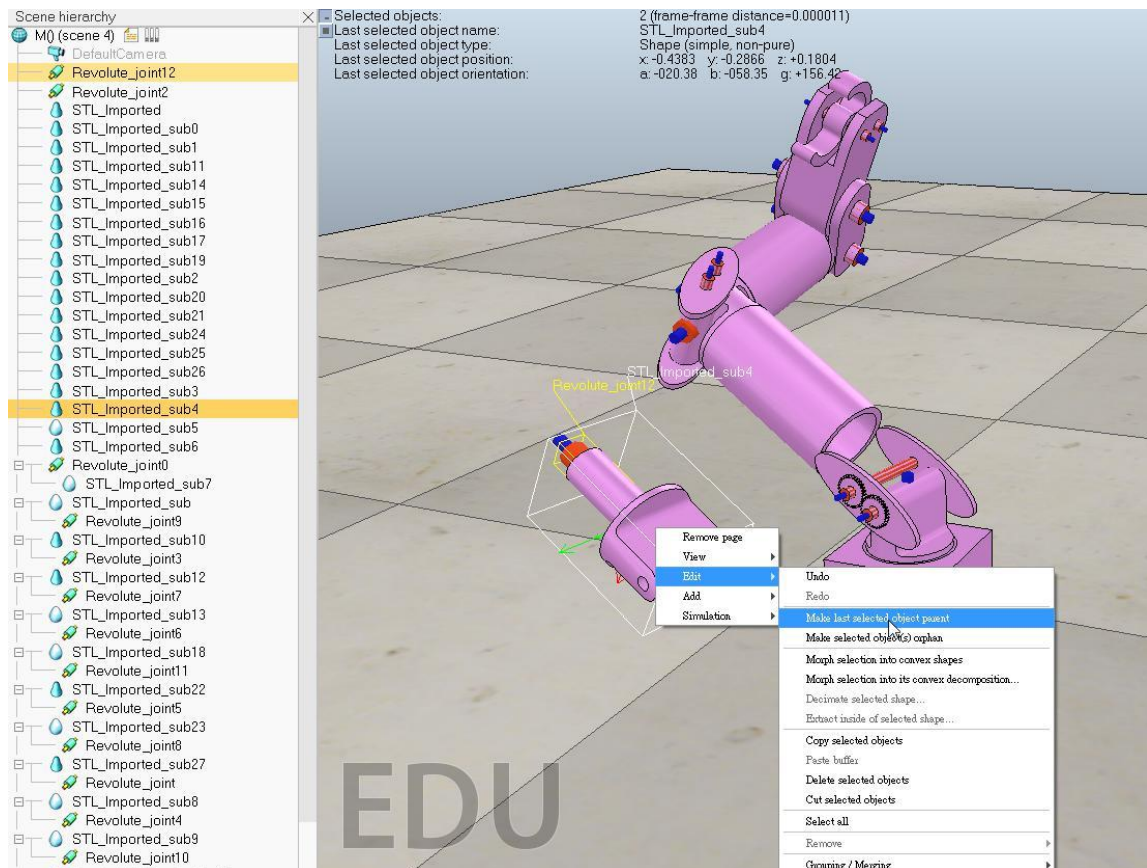 Scene hierarchy
M() (scene 4)
DefaultCamera
Revolute_joint12
Revolute_joint2
STL_Imported
STL_Imported_sub0
STL_Imported_sub1
STL_Imported_sub11
STL_Imported_sub14
STL_Imported_sub15
STL_Imported_sub16
STL_Imported_sub17
STL_Imported_sub19
STL_Imported_sub2
STL_Imported_sub20
STL_Imported_sub21
STL_Imported_sub24
STL_Imported_sub25
STL_Imported_sub26
STL_Imported_sub3
STL_Imported_sub4
STL_Imported_sub5
STL_Imported_sub6
Revolute_joint0
STL_Imported_sub7
STL_Imported_sub
Revolute_joint9
STL_Imported_sub10
Revolute_joint3
STL_Imported_sub12
Revolute_joint7
STL_Imported_sub13
Revolute_joint6
STL_Imported_sub18
Revolute_joint11
STL_Imported_sub22
Revolute_joint5
STL_Imported_sub23
Revolute_joint8
STL_Imported_sub27
Revolute_joint
STL_Imported_sub8
Revolute_joint4
STL_Imported_sub9
Revolute_joint10
Selected objects: 2 (frame-frame distance=0.000011)
Last selected object name: STL_Imported_sub4
Last selected object type: Shape (simple, non-pure)
Last selected object position: x: -0.4383 y: -0.2866 z: +0.1804
Last selected object orientation: a: -020.38 b: -058.35 g: +156.42
STL_Imported_sub4
Revolute_joint12
Remove page
View
Edit
Add
Simulation
Undo
Redo
Make last selected object parent
Make selected object(s) orphan
Morph selection into convex shapes
Morph selection into its convex decomposition...
Decimate selected shape...
Extract inside of selected shape...
Copy selected objects
Paste buffer
Delete selected objects
Cut selected objects
Select all
Remove
Grouping / Merging
EDU